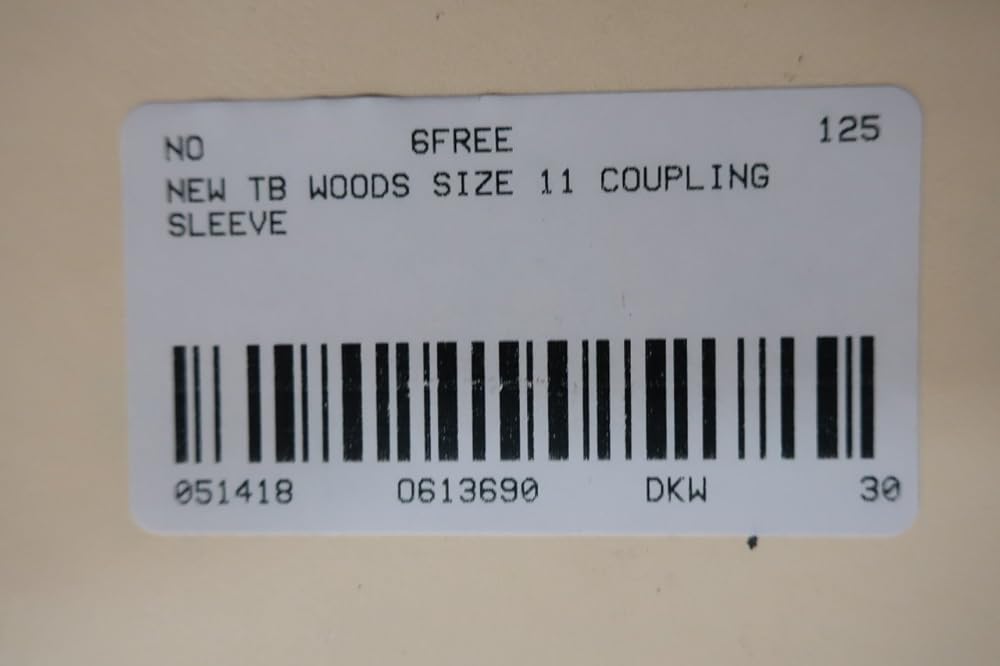 NO 6FREE 125
NEW TB WOODS SIZE 11 COUPLING
SLEEVE
051418 0613690 DKW 30